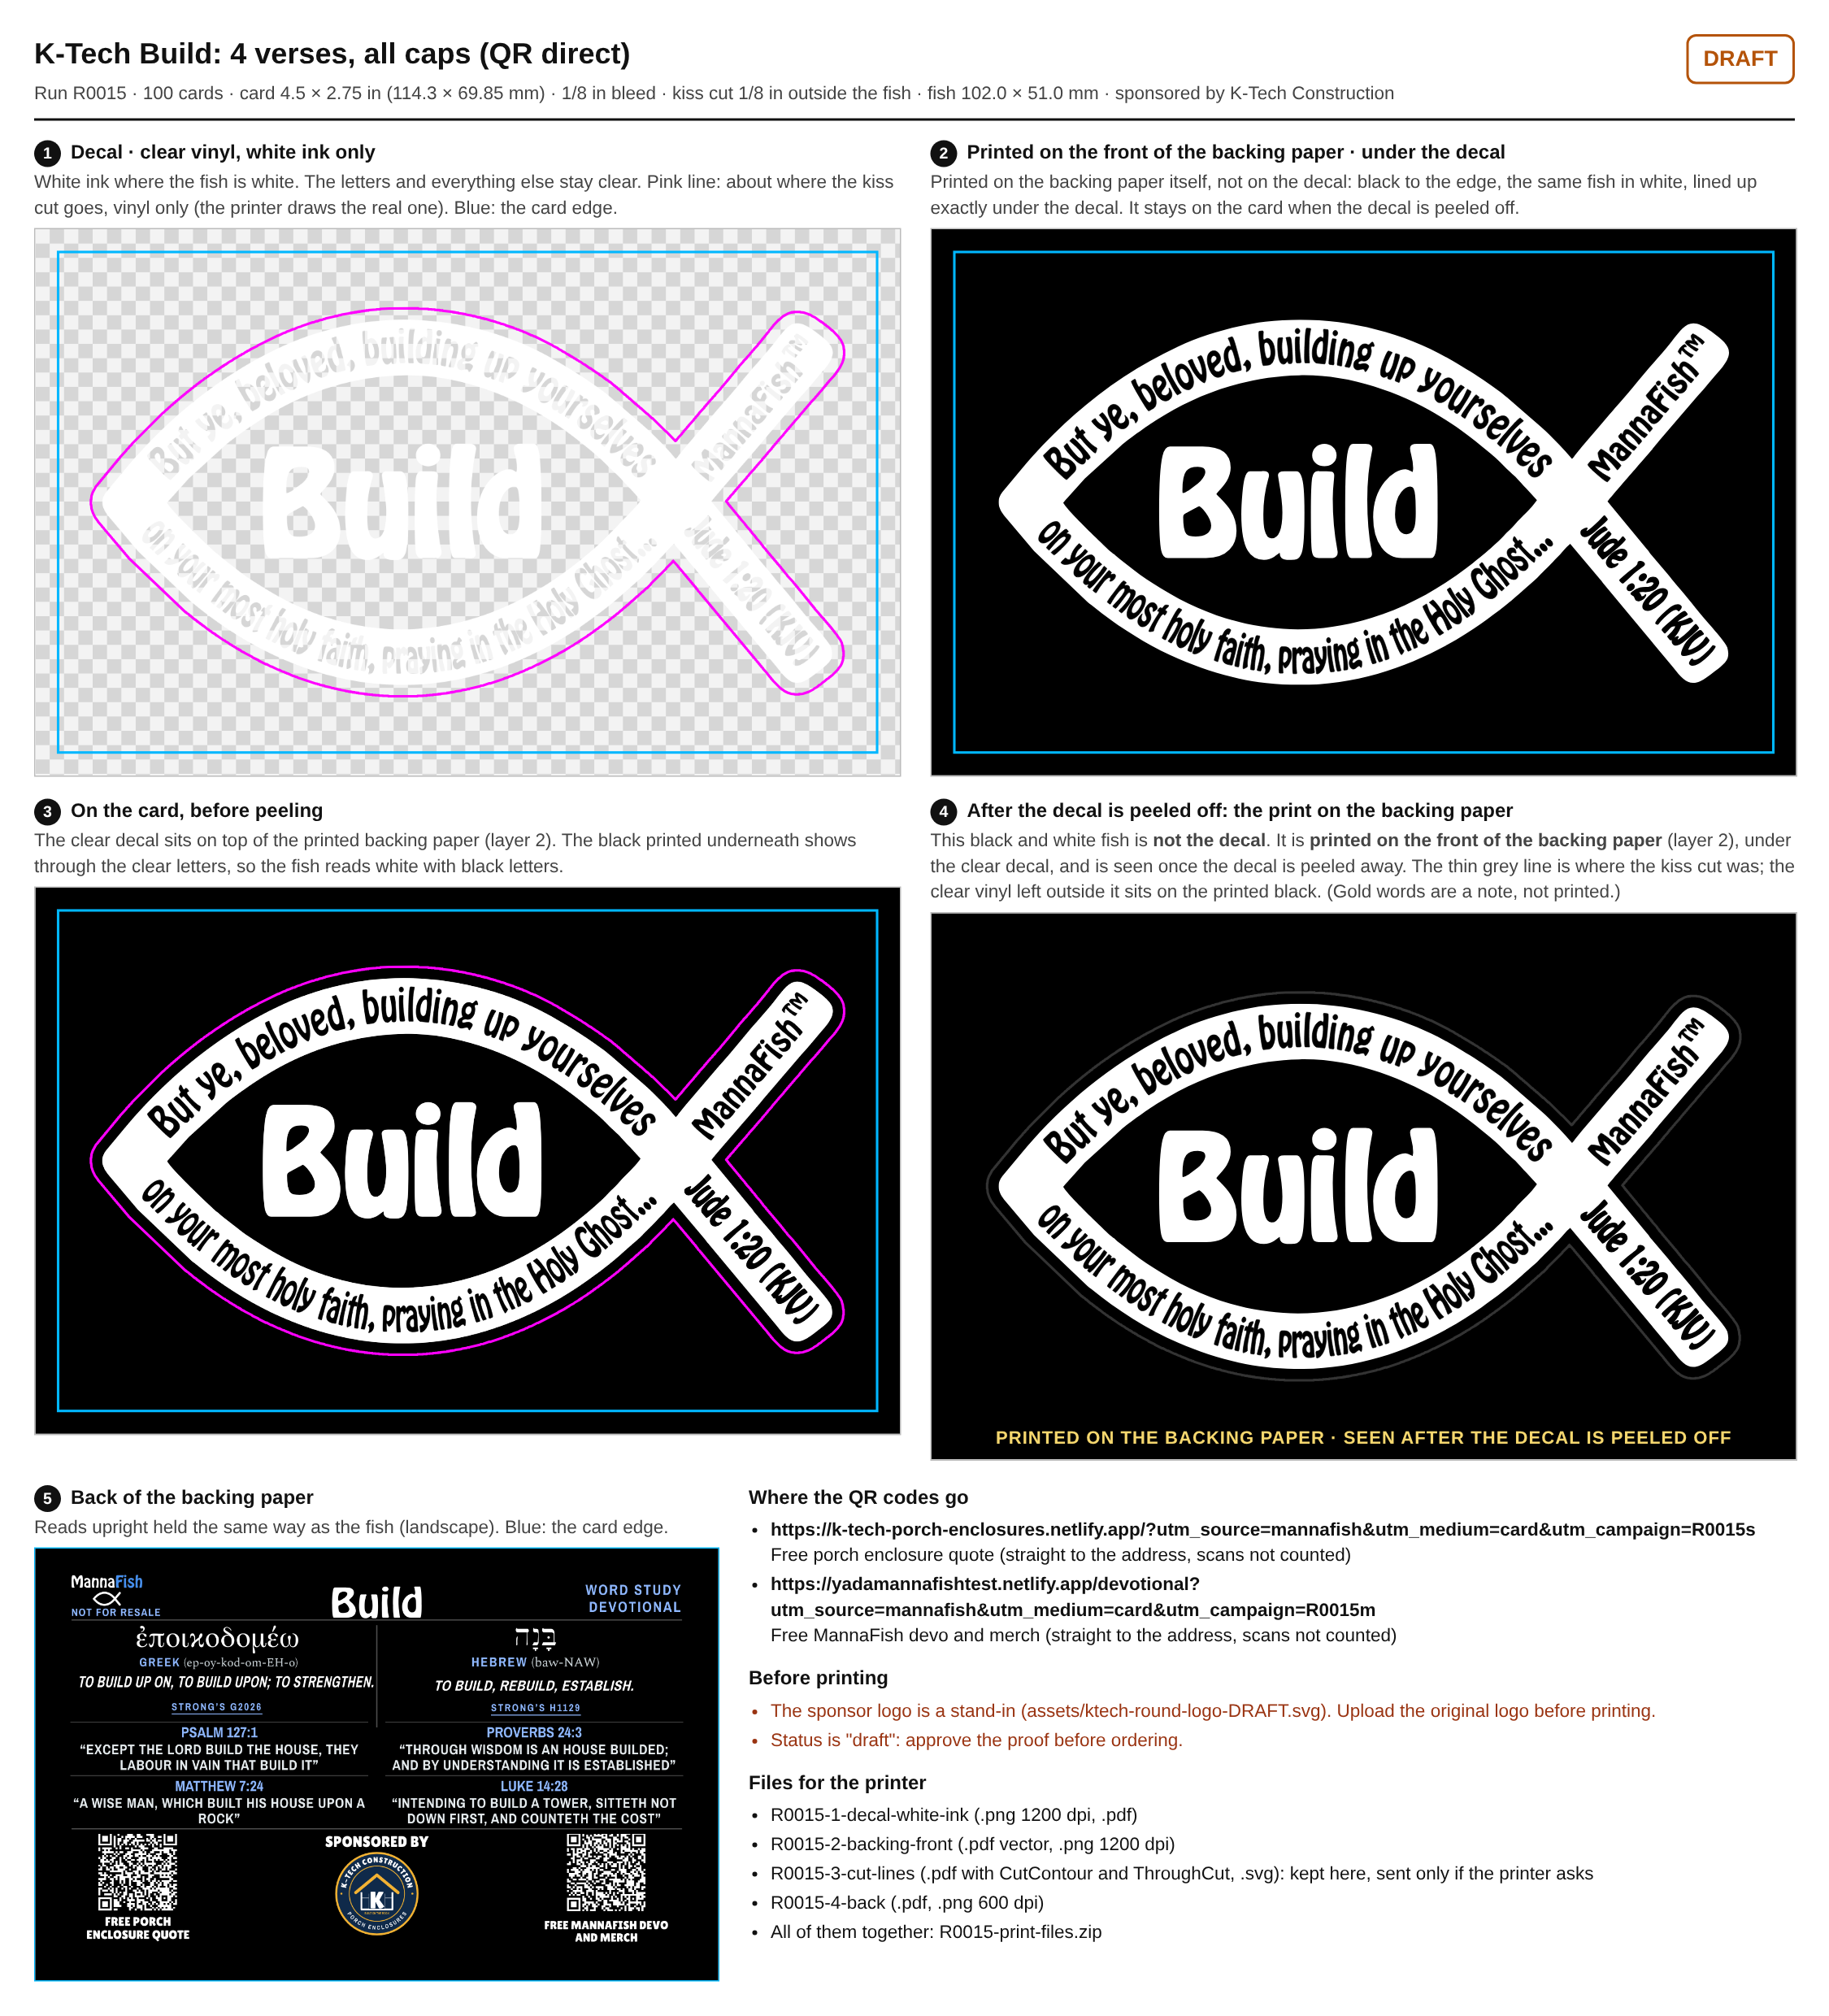 K-Tech Build: 4 verses, all caps (QR direct)
DRAFT
Run R0015 · 100 cards · card 4.5 × 2.75 in (114.3 × 69.85 mm) · 1/8 in bleed · kiss cut 1/8 in outside the fish · fish 102.0 × 51.0 mm · sponsored by K-Tech Construction
1 Decal · clear vinyl, white ink only
White ink where the fish is white. The letters and everything else stay clear. Pink line: about where the kiss
cut goes, vinyl only (the printer draws the real one). Blue: the card edge.
But ye, beloved, building up yourselves
MannaFish™
Build
on your most holy faith, praying in the Holy Ghost...
Jude 1:20 (KJV)
2 Printed on the front of the backing paper · under the decal
Printed on the backing paper itself, not on the decal: black to the edge, the same fish in white, lined up
exactly under the decal. It stays on the card when the decal is peeled off.
But ye, beloved, building up yourselves
MannaFish™
Build
on your most holy faith, praying in the Holy Ghost...
Jude 1:20 (KJV)
3 On the card, before peeling
The clear decal sits on top of the printed backing paper (layer 2). The black printed underneath shows
through the clear letters, so the fish reads white with black letters.
But ye, beloved, building up yourselves
MannaFish™
Build
on your most holy faith, praying in the Holy Ghost...
Jude 1:20 (KJV)
4 After the decal is peeled off: the print on the backing paper
This black and white fish is not the decal. It is printed on the front of the backing paper (layer 2), under
the clear decal, and is seen once the decal is peeled away. The thin grey line is where the kiss cut was; the
clear vinyl left outside it sits on the printed black. (Gold words are a note, not printed.)
But ye, beloved, building up yourselves
MannaFish™
Build
on your most holy faith, praying in the Holy Ghost...
Jude 1:20 (KJV)
PRINTED ON THE BACKING PAPER · SEEN AFTER THE DECAL IS PEELED OFF
5 Back of the backing paper
Reads upright held the same way as the fish (landscape). Blue: the card edge.
MannaFish
NOT FOR RESALE
Build
WORD STUDY
DEVOTIONAL
ἐποικοδομέω
GREEK (ep-oy-kod-om-EH-o)
TO BUILD UP ON, TO BUILD UPON; TO STRENGTHEN.
STRONG'S G2026
בָּנָה
HEBREW (baw-NAW)
TO BUILD, REBUILD, ESTABLISH.
STRONG'S H1129
PSALM 127:1
“EXCEPT THE LORD BUILD THE HOUSE, THEY
LABOUR IN VAIN THAT BUILD IT”
PROVERBS 24:3
“THROUGH WISDOM IS AN HOUSE BUILDED;
AND BY UNDERSTANDING IT IS ESTABLISHED”
MATTHEW 7:24
“A WISE MAN, WHICH BUILT HIS HOUSE UPON A
ROCK”
LUKE 14:28
“INTENDING TO BUILD A TOWER, SITTETH NOT
DOWN FIRST, AND COUNTETH THE COST”
FREE PORCH
ENCLOSURE QUOTE
SPONSORED BY
K-TECH CONSTRUCTION
K
PORCH ENCLOSURES
FREE MANNAFISH DEVO
AND MERCH
Where the QR codes go
• https://k-tech-porch-enclosures.netlify.app/?utm_source=mannafish&utm_medium=card&utm_campaign=R0015s
Free porch enclosure quote (straight to the address, scans not counted)
• https://yadamannafishtest.netlify.app/devotional?
utm_source=mannafish&utm_medium=card&utm_campaign=R0015m
Free MannaFish devo and merch (straight to the address, scans not counted)
Before printing
• The sponsor logo is a stand-in (assets/ktech-round-logo-DRAFT.svg). Upload the original logo before printing.
• Status is "draft": approve the proof before ordering.
Files for the printer
• R0015-1-decal-white-ink (.png 1200 dpi, .pdf)
• R0015-2-backing-front (.pdf vector, .png 1200 dpi)
• R0015-3-cut-lines (.pdf with CutContour and ThroughCut, .svg): kept here, sent only if the printer asks
• R0015-4-back (.pdf, .png 600 dpi)
• All of them together: R0015-print-files.zip